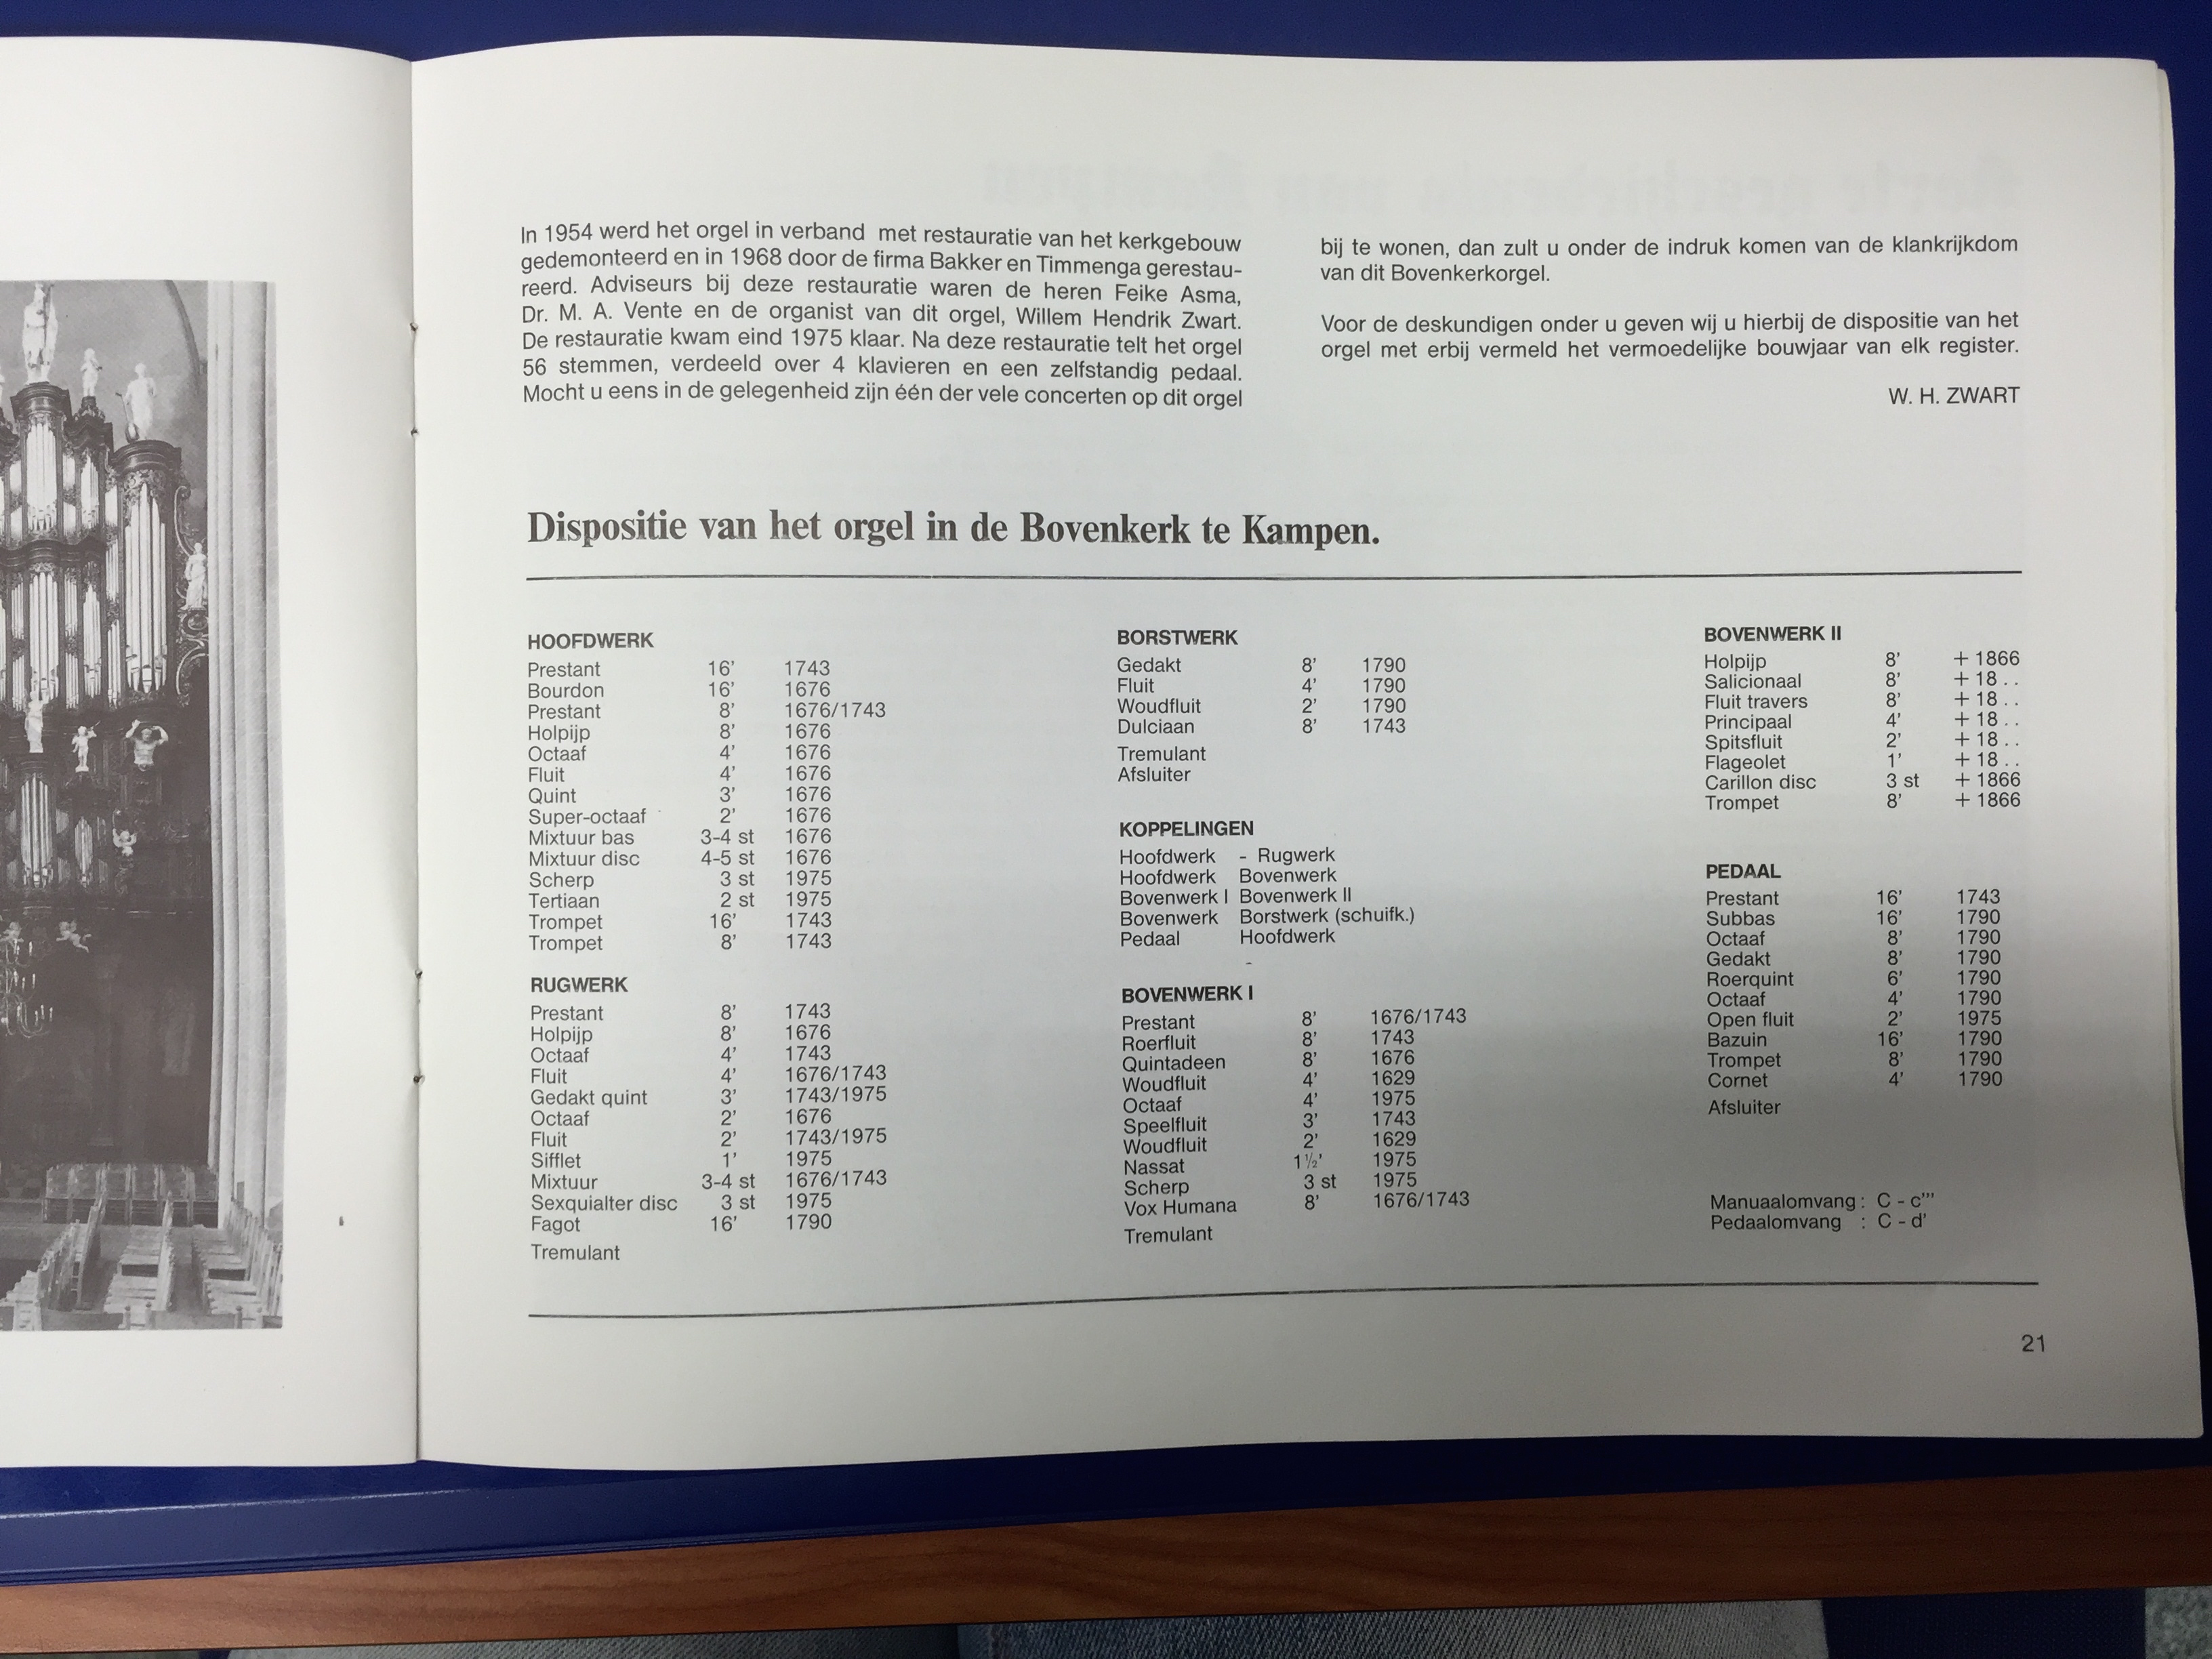 In 1954 werd het orgel in verband met restauratie van het kerkgebouw
gedemonteerd en in 1968 door de firma Bakker en Timmenga gerestau-
reerd. Adviseurs bij deze restauratie waren de heren Feike Asma,
Dr. M. A. Vente en de organist van dit orgel, Willem Hendrik Zwart.
De restauratie kwam eind 1975 klaar. Na deze restauratie telt het orgel
56 stemmen, verdeeld over 4 klavieren en een zelfstandig pedaal.
Mocht u eens in de gelegenheid zijn één der vele concerten op dit orgel
bij te wonen, dan zult u onder de indruk komen van de klankrijkdom
van dit Bovenkerkorgel.
Voor de deskundigen onder u geven wij u hierbij de dispositie van het
orgel met erbij vermeld het vermoedelijke bouwjaar van elk register.
W. H. ZWART
Dispositie van het orgel in de Bovenkerk te Kampen.
HOOFDWERK
Prestant 16' 1743
Bourdon 16' 1676
Prestant 8' 1676/1743
Holpijp 8' 1676
Octaaf 4' 1676
Fluit 4' 1676
Quint 3' 1676
Super-octaaf 2' 1676
Mixtuur bas 3-4 st 1676
Mixtuur disc 4-5 st 1676
Scherp 3 st 1975
Tertiaan 2 st 1975
Trompet 16' 1743
Trompet 8' 1743
RUGWERK
Prestant 8' 1743
Holpijp 8' 1676
Octaaf 4' 1743
Fluit 4' 1676/1743
Gedakt quint 3' 1743/1975
Octaaf 2' 1676
Fluit 2' 1743/1975
Sifflet 1' 1975
Mixtuur 3-4 st 1676/1743
Sexquialter disc 3 st 1975
Fagot 16' 1790
Tremulant
BORSTWERK
Gedakt 8' 1790
Fluit 4' 1790
Woudfluit 2' 1790
Dulciaan 8' 1743
Tremulant
Afsluiter
KOPPELINGEN
Hoofdwerk - Rugwerk
Hoofdwerk Bovenwerk
Bovenwerk I Bovenwerk II
Bovenwerk Borstwerk (schuifk.)
Pedaal Hoofdwerk
-
BOVENWERK I
Prestant 8' 1676/1743
Roerfluit 8' 1743
Quintadeen 8' 1676
Woudfluit 4' 1629
Octaaf 4' 1975
Speelfluit 3' 1743
Woudfluit 2' 1629
Nassat 1½' 1975
Scherp 3 st 1975
Vox Humana 8' 1676/1743
Tremulant
BOVENWERK II
Holpijp 8' + 1866
Salicionaal 8' + 18 . .
Fluit travers 8' + 18 . .
Principaal 4' + 18 . .
Spitsfluit 2' + 18 . .
Flageolet 1' + 18 . .
Carillon disc 3 st + 1866
Trompet 8' + 1866
PEDAAL
Prestant 16' 1743
Subbas 16' 1790
Octaaf 8' 1790
Gedakt 8' 1790
Roerquint 6' 1790
Octaaf 4' 1790
Open fluit 2' 1975
Bazuin 16' 1790
Trompet 8' 1790
Cornet 4' 1790
Afsluiter
Manuaalomvang : C - c'''
Pedaalomvang : C - d'
21